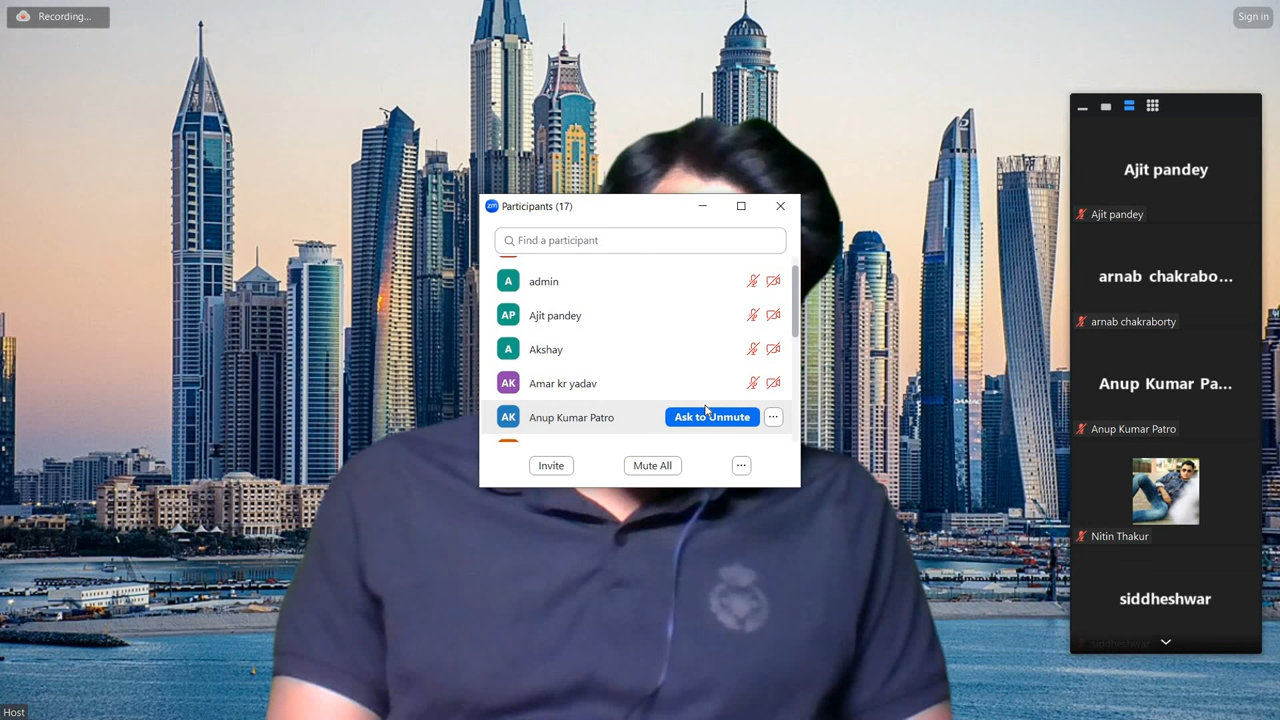 Recording...
Sign in
zm Participants (17)
Find a participant
A admin
AP Ajit pandey
A Akshay
AK Amar kr yadav
AK Anup Kumar Patro
Ask to Unmute
Invite
Mute All
Ajit pandey
Ajit pandey
arnab chakrabo...
arnab chakraborty
Anup Kumar Pa...
Anup Kumar Patro
Nitin Thakur
siddheshwar
siddheshwar
Host